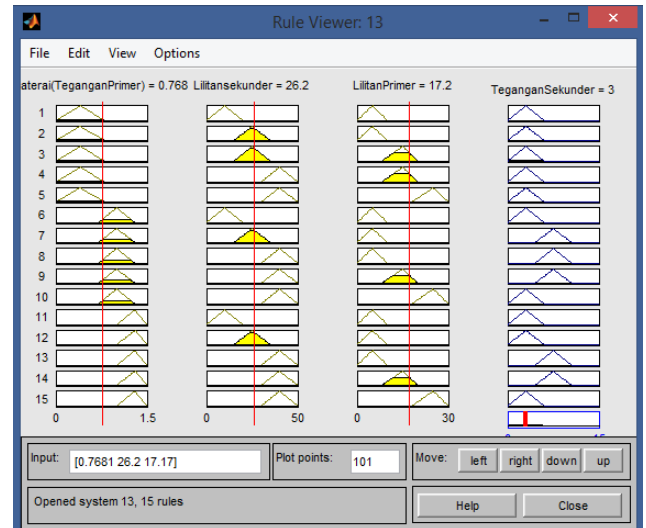 Rule Viewer: 13
File Edit View Options
aterai(TeganganPrimer) = 0.768 Lilitansekunder = 26.2 LilitanPrimer = 17.2 TeganganSekunder = 3
1
2
3
4
5
6
7
8
9
10
11
12
13
14
15
0 1.5 0 50 0 30
Input: [0.7681 26.2 17.17] Plot points: 101 Move: left right down up
Opened system 13, 15 rules Help Close